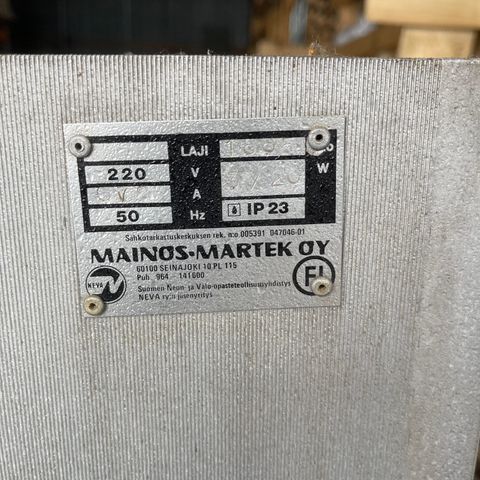 LAJI
220 V W
A
50 Hz IP 23
Sähkötarkastuskeksuksen rek. n:o 005391 047046-01
MAINOS-MARTEK OY
60100 SEINÄJOKI 10 PL 115
Puh. 964 - 141600
Suomen Neon- ja Valo-opasteteollisuusyhdistys
NEVA ry:n jäsenyritys
NEVA
FI